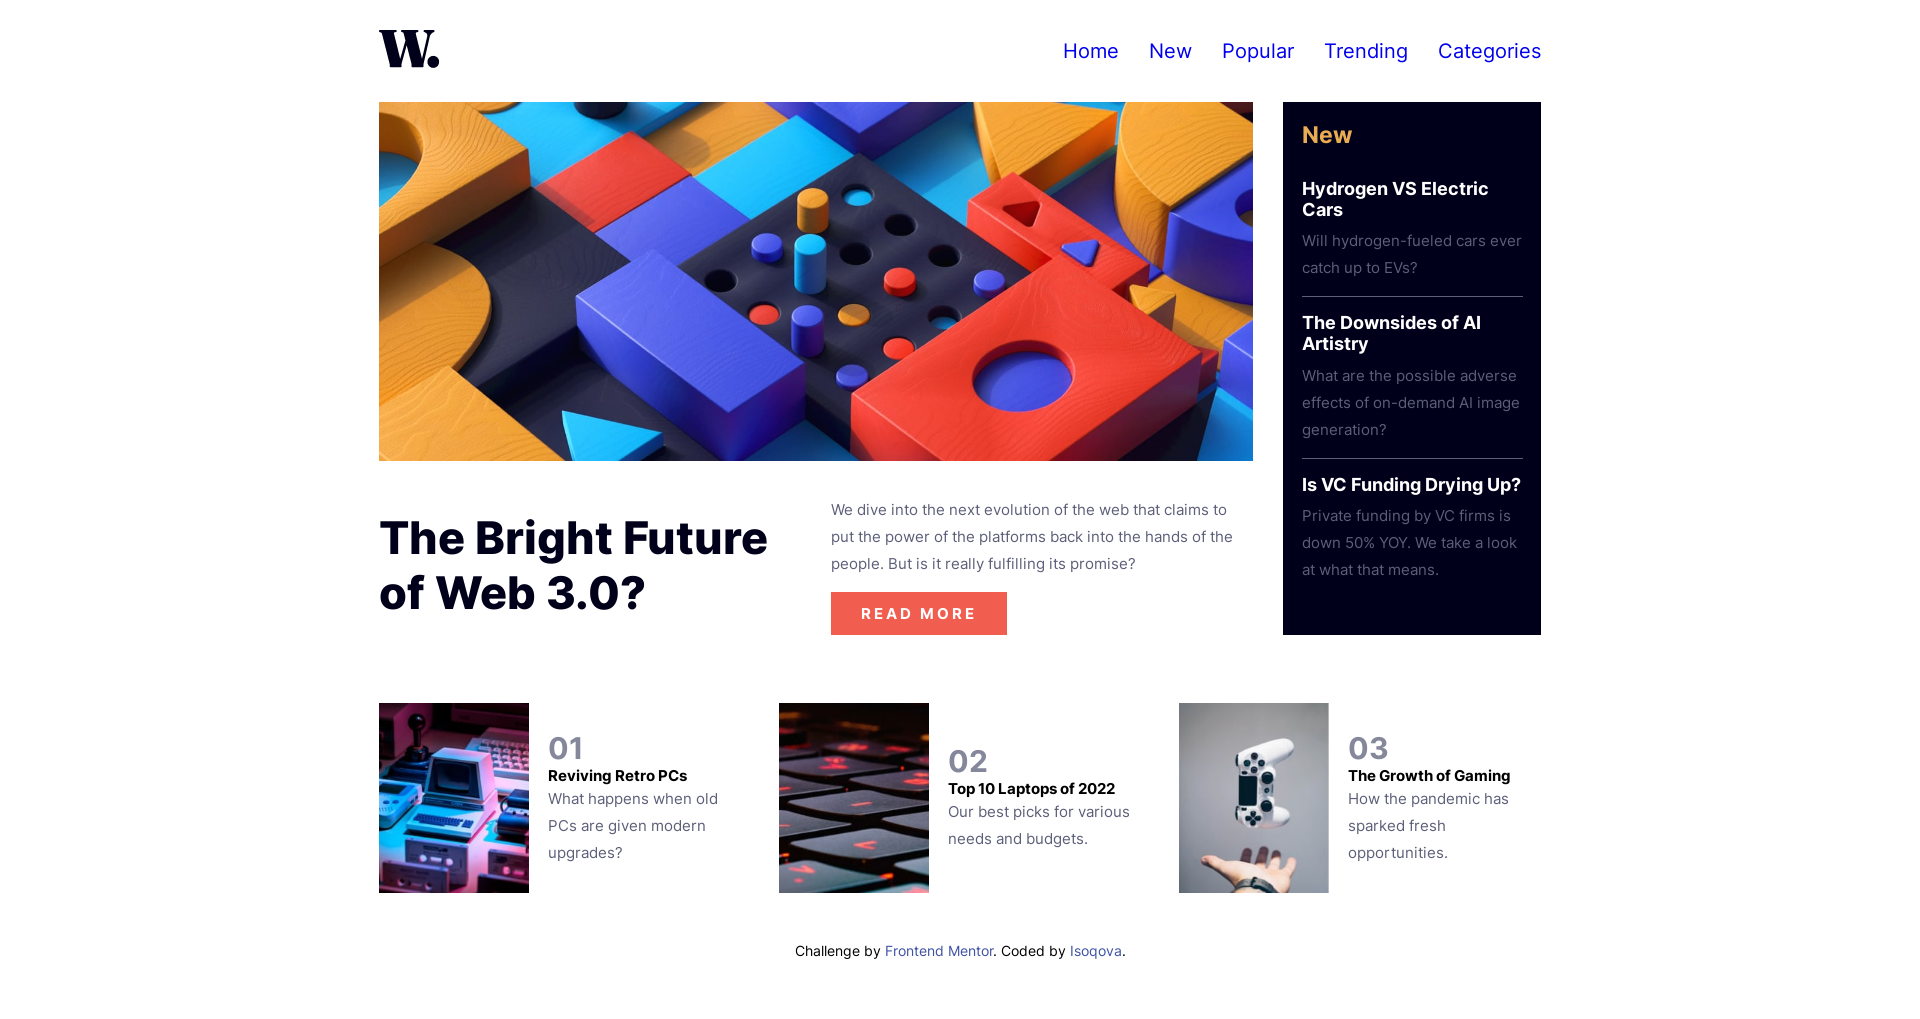 W.
Home New Popular Trending Categories
New
Hydrogen VS Electric
Cars
Will hydrogen-fueled cars ever
catch up to EVs?
The Downsides of AI
Artistry
What are the possible adverse
effects of on-demand AI image
generation?
Is VC Funding Drying Up?
Private funding by VC firms is
down 50% YOY. We take a look
at what that means.
The Bright Future
of Web 3.0?
We dive into the next evolution of the web that claims to
put the power of the platforms back into the hands of the
people. But is it really fulfilling its promise?
READ MORE
01
Reviving Retro PCs
What happens when old
PCs are given modern
upgrades?
02
Top 10 Laptops of 2022
Our best picks for various
needs and budgets.
03
The Growth of Gaming
How the pandemic has
sparked fresh
opportunities.
Challenge by Frontend Mentor. Coded by Isoqova.